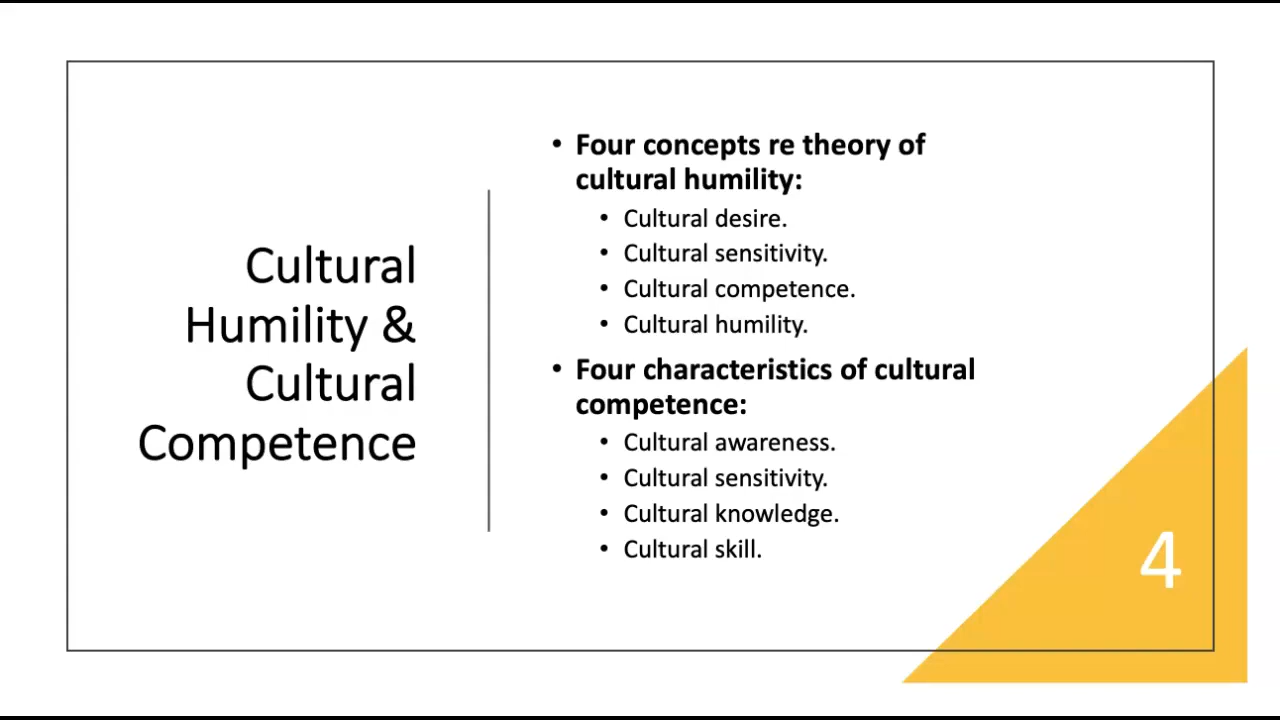 Cultural
Humility &
Cultural
Competence
• Four concepts re theory of
cultural humility:
• Cultural desire.
• Cultural sensitivity.
• Cultural competence.
• Cultural humility.
• Four characteristics of cultural
competence:
• Cultural awareness.
• Cultural sensitivity.
• Cultural knowledge.
• Cultural skill.
4